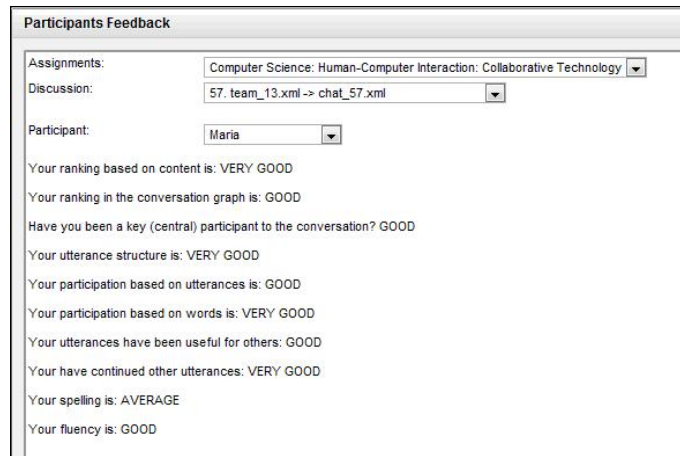 Participants Feedback
Assignments: Computer Science: Human-Computer Interaction: Collaborative Technology
Discussion: 57. team_13.xml -> chat_57.xml
Participant: Maria
Your ranking based on content is: VERY GOOD
Your ranking in the conversation graph is: GOOD
Have you been a key (central) participant to the conversation? GOOD
Your utterance structure is: VERY GOOD
Your participation based on utterances is: GOOD
Your participation based on words is: VERY GOOD
Your utterances have been useful for others: GOOD
Your have continued other utterances: VERY GOOD
Your spelling is: AVERAGE
Your fluency is: GOOD